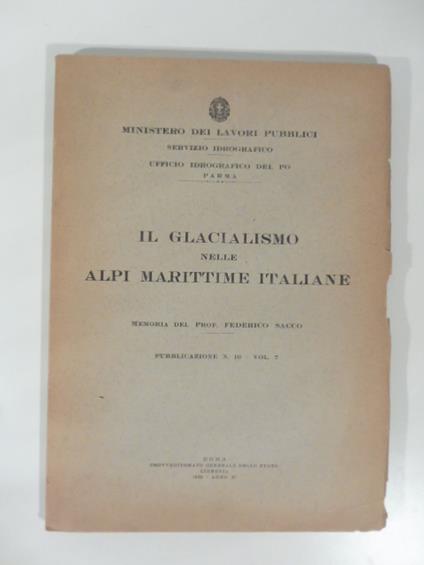 MINISTERO DEI LAVORI PUBBLICI
SERVIZIO IDROGRAFICO
UFFICIO IDROGRAFICO DEL PO
PARMA
IL GLACIALISMO
NELLE
ALPI MARITTIME ITALIANE
MEMORIA DEL PROF. FEDERICO SACCO
PUBBLICAZIONE N. 10 - VOL. 7
ROMA
PROVVEDITORATO GENERALE DELLO STATO
LIBRERIA
ANNO